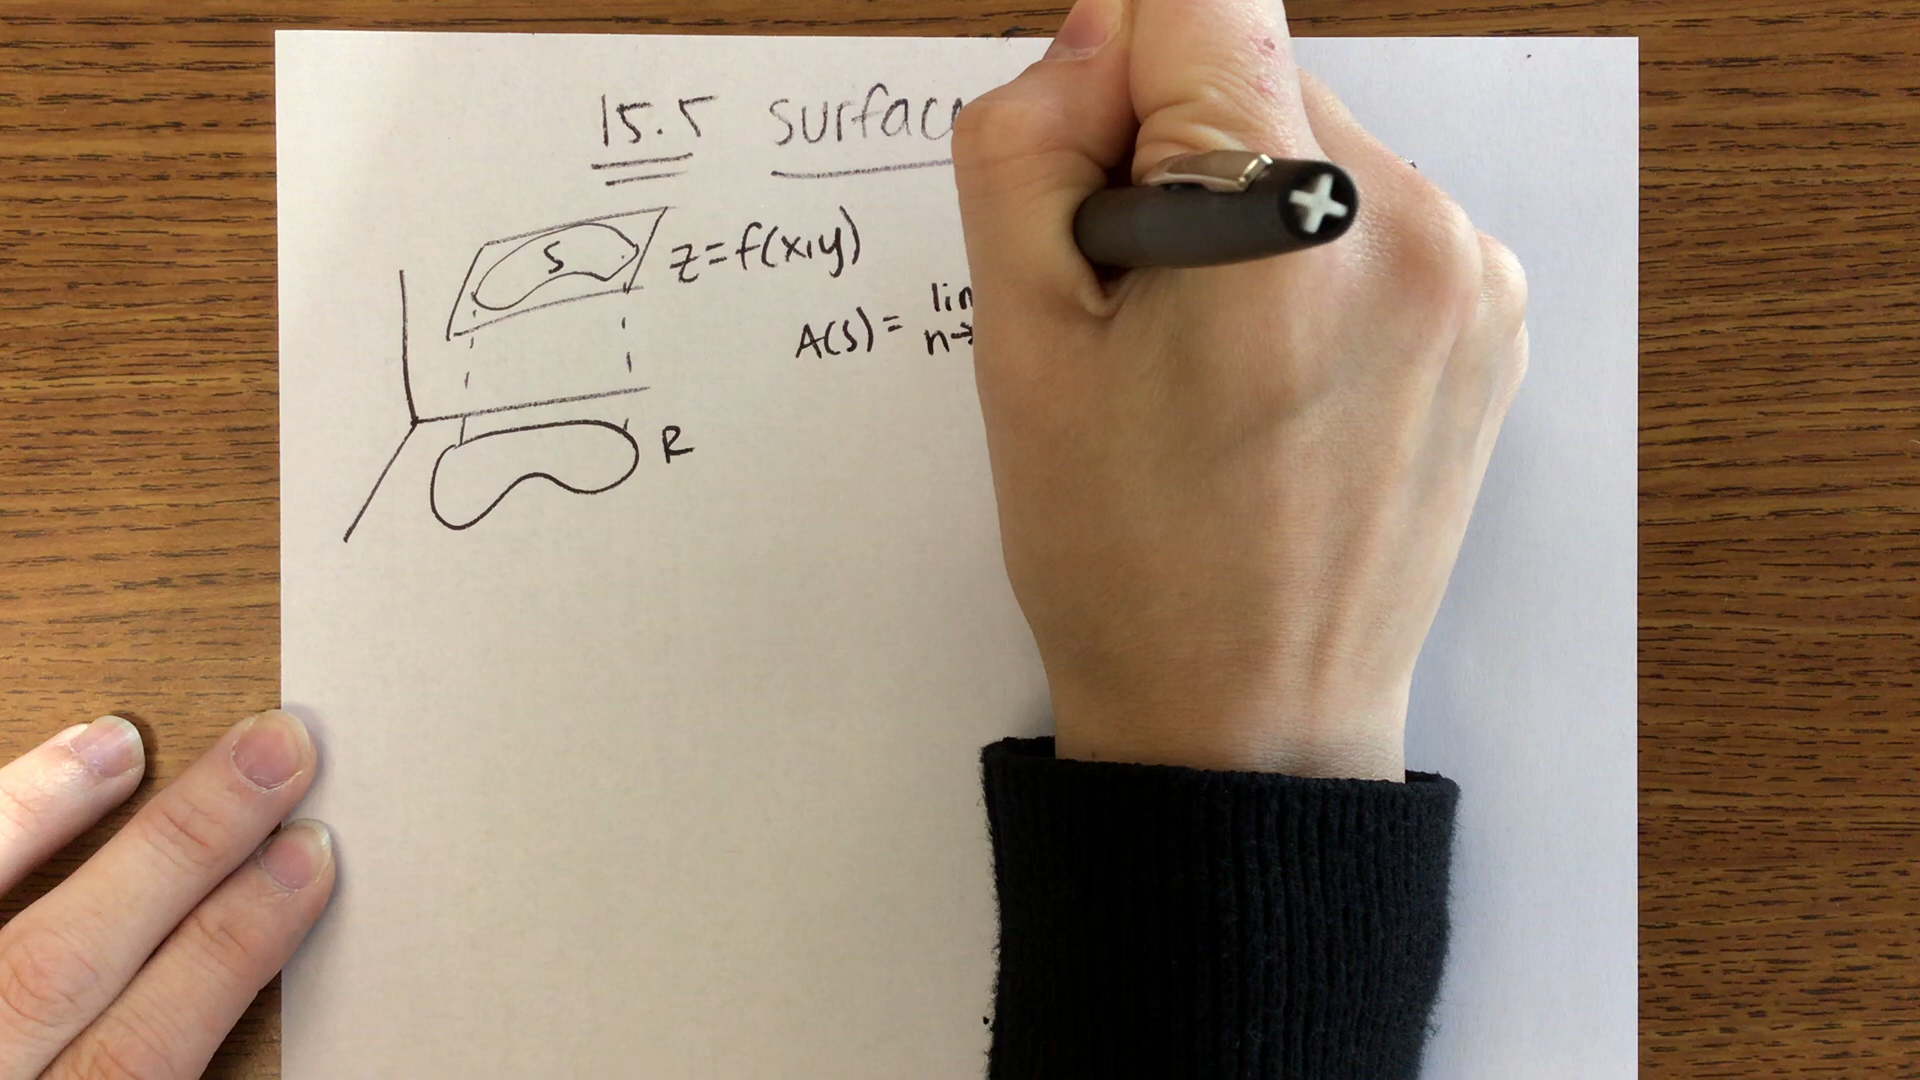 15.5 surfac
S
z=f(x,y)
A(S)= lim
n→
R